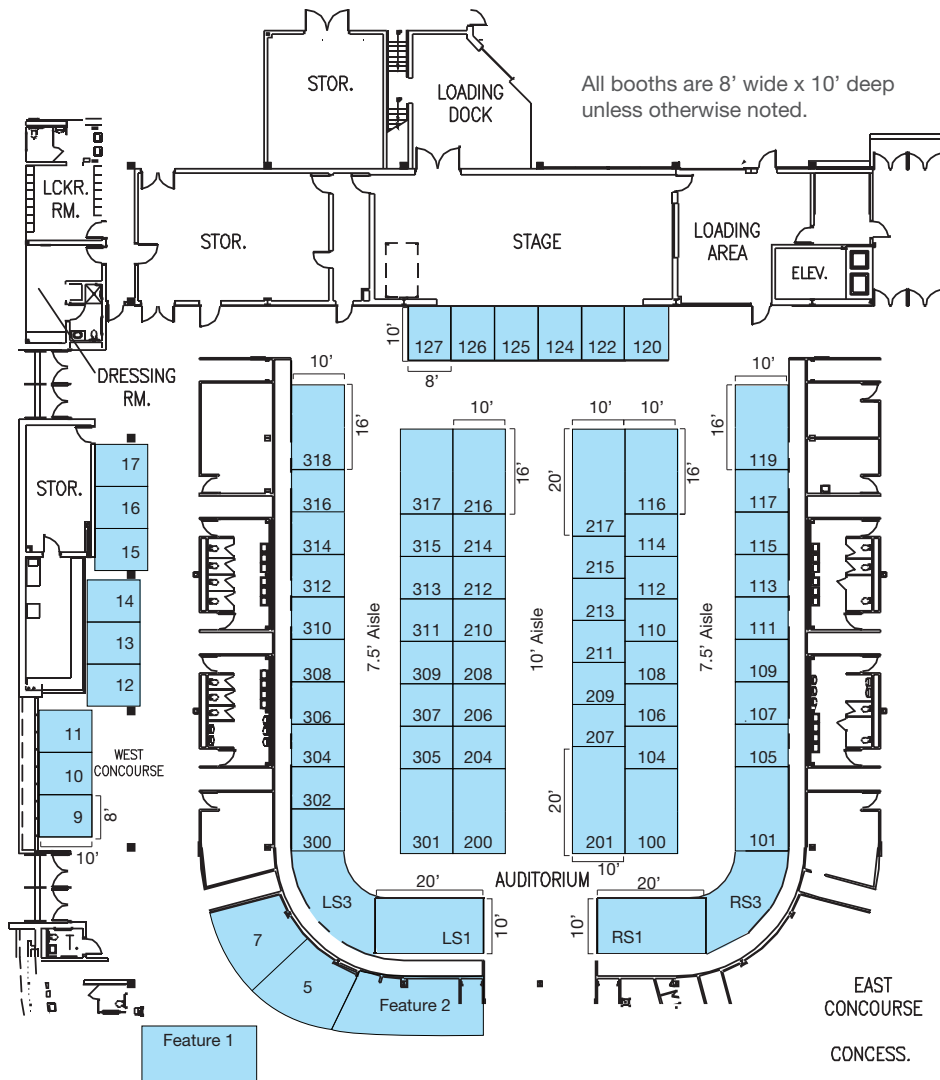 All booths are 8’ wide x 10’ deep
unless otherwise noted.
STOR.
LOADING
DOCK
LCKR.
RM.
STOR.
STAGE
LOADING
AREA
ELEV.
10’
127
126
125
124
122
120
8’
DRESSING
RM.
10’
10’
10’
10’
10’
16’
16’
20’
16’
16’
STOR.
17
16
15
14
13
12
11
10
9
8’
10’
WEST
CONCOURSE
318
316
314
312
310
308
306
304
302
300
7.5’ Aisle
317
315
313
311
309
307
305
301
216
214
212
210
208
206
204
200
10’ Aisle
217
215
213
211
209
207
201
20’
10’
116
114
112
110
108
106
104
100
7.5’ Aisle
119
117
115
113
111
109
107
105
101
AUDITORIUM
LS3
20’
LS1
10’
20’
RS1
10’
RS3
T.
7
5
Feature 2
Feature 1
EAST
CONCOURSE
CONCESS.